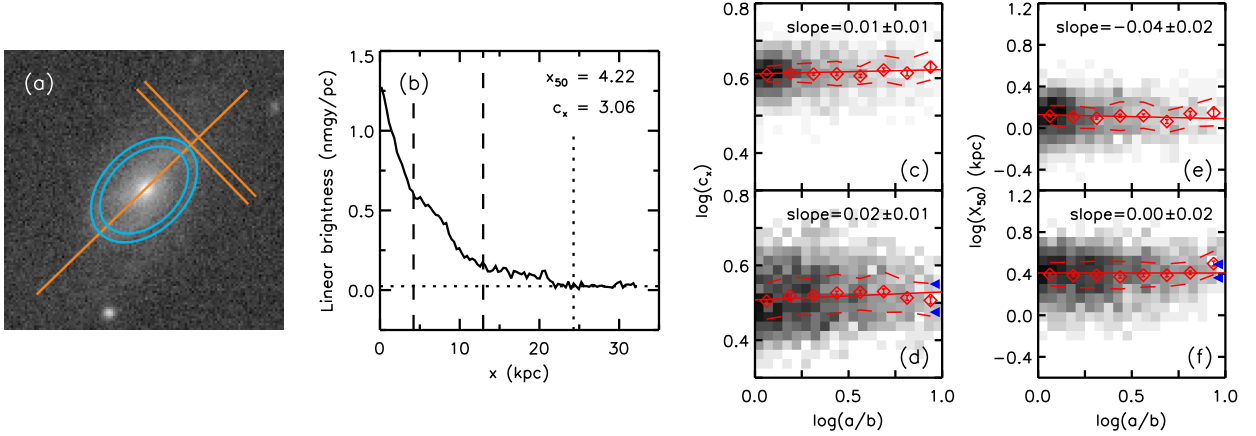 (a)
1.5
1.0
0.5
0.0
Linear brightness (nmgy/pc)
(b)
x50 = 4.22
cx = 3.06
0 10 20 30
x (kpc)
slope=0.01±0.01
0.8
0.6
0.4
(c)
log(cx)
slope=0.02±0.01
0.8
0.6
0.4
(d)
0.0 0.5 1.0
log(a/b)
slope=−0.04±0.02
1.2
0.8
0.4
0.0
−0.4
(e)
log(X50) (kpc)
slope=0.00±0.02
1.2
0.8
0.4
0.0
−0.4
(f)
0.0 0.5 1.0
log(a/b)